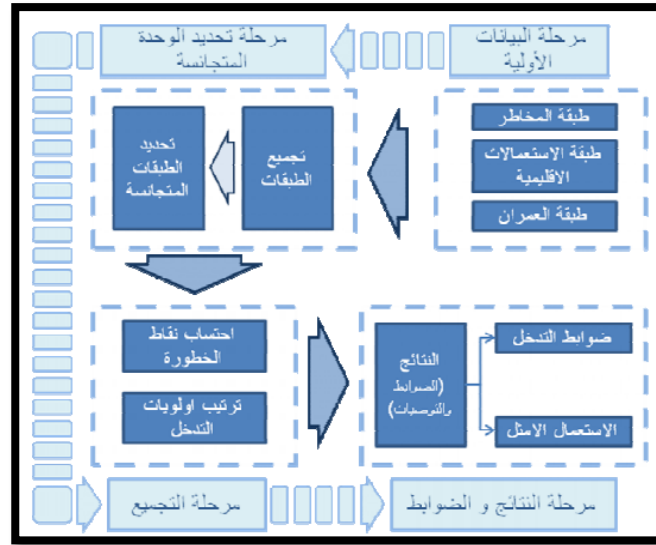 مرحلة البيانات
الأولية
مرحلة تحديد الوحدة
المتجانسة
طبقة المخاطر
طبقة الاستعمالات
الاقليمية
طبقة العمران
تجميع
الطبقات
تحديد
الطبقات
المتجانسة
احتساب نقاط
الخطورة
ترتيب اولويات
التدخل
النتائج
(الضوابط
والتوصيات)
ضوابط التدخل
الاستعمال الامثل
مرحلة التجميع
مرحلة النتائج و الضوابط